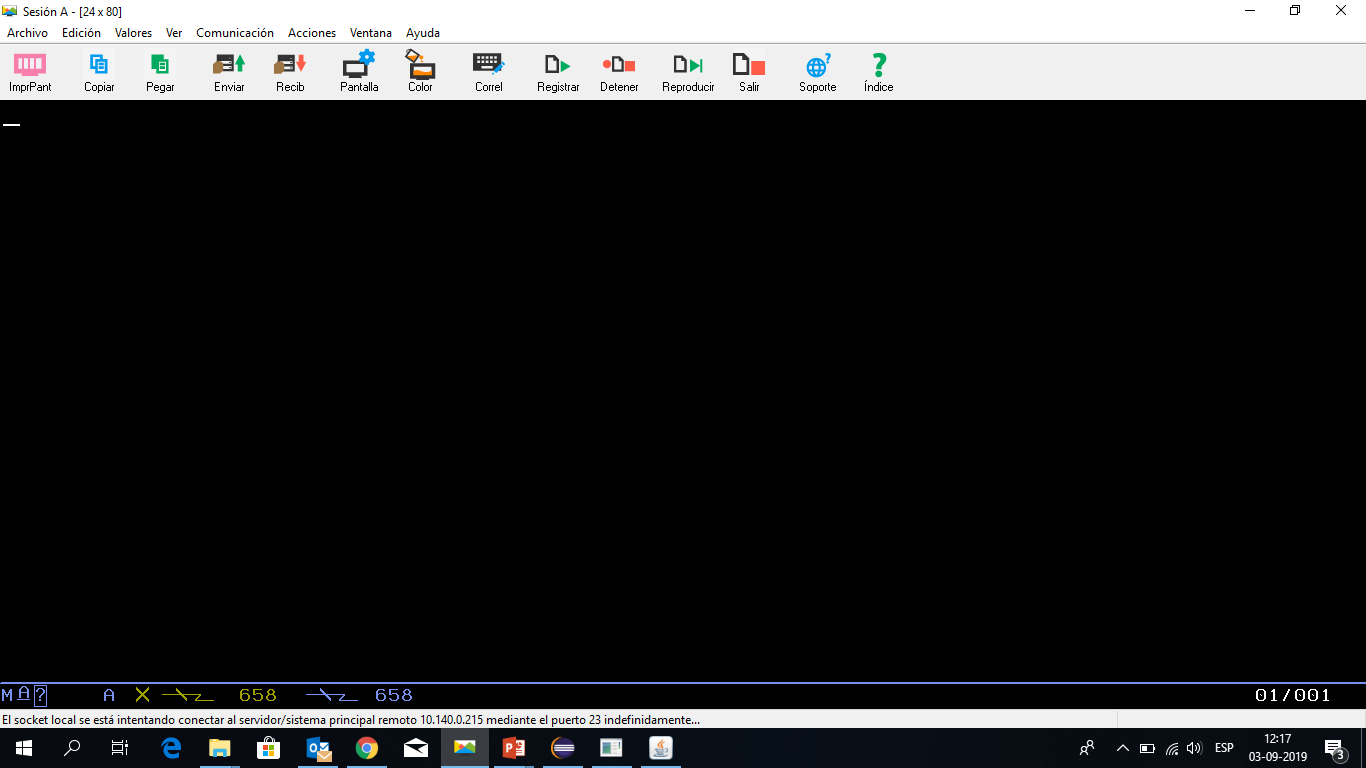 Sesión A - [24 x 80]
Archivo Edición Valores Ver Comunicación Acciones Ventana Ayuda
ImprPant Copiar Pegar Enviar Recib Pantalla Color Correl Registrar Detener Reproducir Salir Soporte Índice
M A ? A X 658 658 01/001
El socket local se está intentando conectar al servidor/sistema principal remoto 10.140.0.215 mediante el puerto 23 indefinidamente...
ESP
12:17
03-09-2019
3